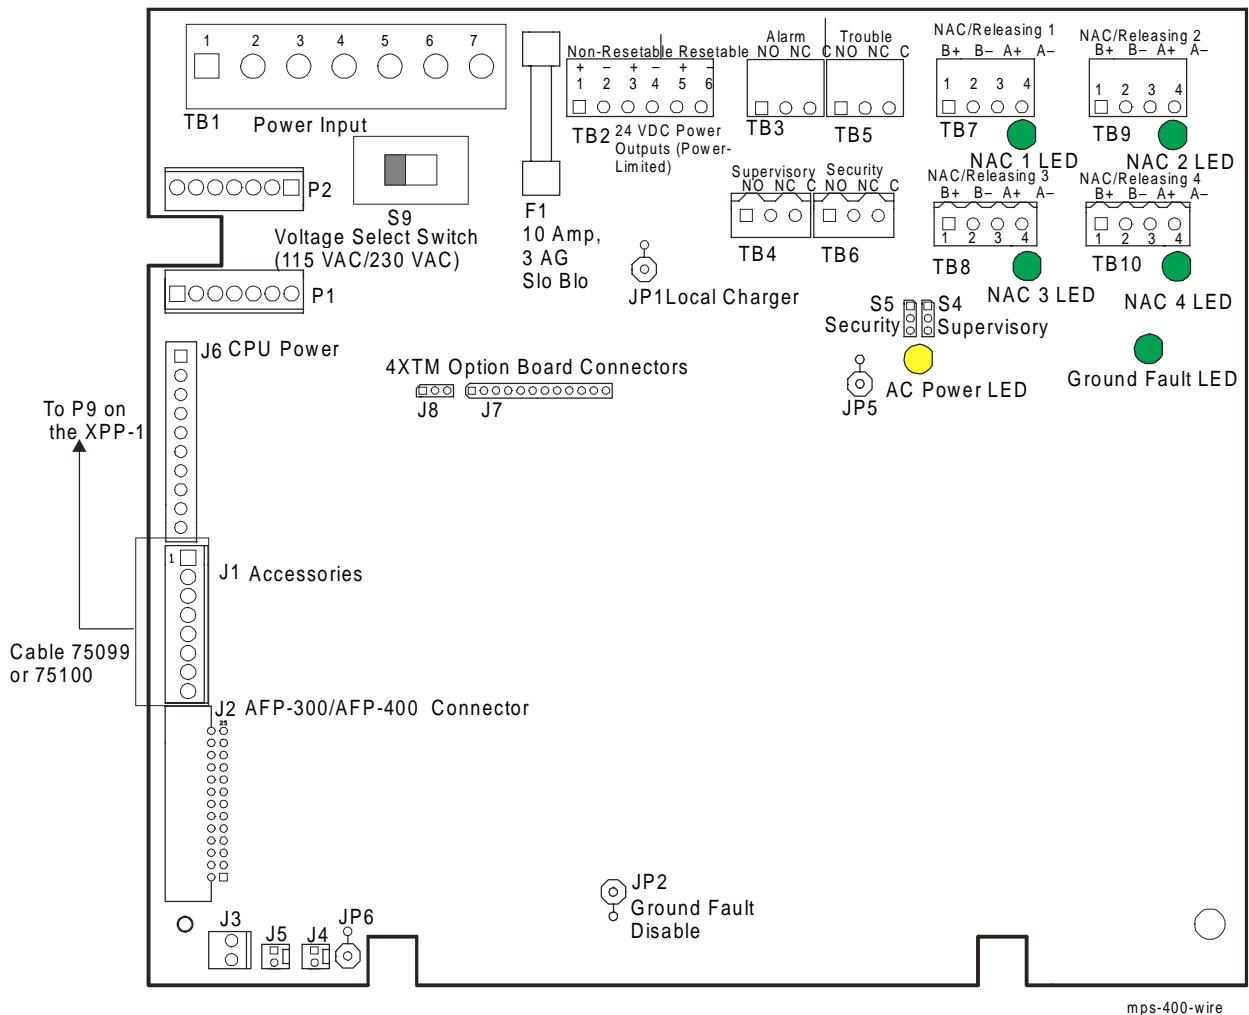 1 2 3 4 5 6 7
TB1 Power Input
P2
S9
Voltage Select Switch
(115 VAC/230 VAC)
P1
F1
10 Amp,
3 AG
Slo Blo
Non-Resetable Resetable
+ – + – + –
1 2 3 4 5 6
TB2 24 VDC Power
Outputs (Power-
Limited)
Alarm
NO NC C
TB3
Trouble
NO NC C
TB5
NAC/Releasing 1
B+ B– A+ A–
1 2 3 4
TB7
NAC 1 LED
NAC/Releasing 2
B+ B– A+ A–
1 2 3 4
TB9
NAC 2 LED
Supervisory
NO NC C
TB4
Security
NO NC C
TB6
NAC/Releasing 3
B+ B– A+ A–
1 2 3 4
TB8
NAC 3 LED
NAC/Releasing 4
B+ B– A+ A–
1 2 3 4
TB10
NAC 4 LED
JP1 Local Charger
S5
Security
S4
Supervisory
AC Power LED
JP5
Ground Fault LED
J6 CPU Power
4XTM Option Board Connectors
J8 J7
To P9 on
the XPP-1
1
J1 Accessories
Cable 75099
or 75100
J2 AFP-300/AFP-400 Connector
25
J3 J5 J4 JP6
JP2
Ground Fault
Disable
mps-400-wire